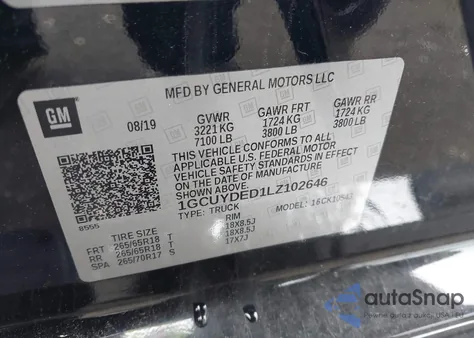 MFD BY GENERAL MOTORS LLC
GM
08/19
GVWR GAWR FRT GAWR RR
3221 KG 1724 KG 1724 KG
7100 LB 3800 LB 3800 LB
THIS VEHICLE CONFORMS TO ALL
APPLICABLE U.S. FEDERAL MOTOR
VEHICLE SAFETY STANDARDS IN EFFECT
ON THE DATE OF MANUFACTURE
SHOWN ABOVE.
1GCUYDED1LZ102646
TYPE: TRUCK MODEL:
8555
TIRE SIZE RIM
FRT 265/65R18 T 18X8.5J
RR 265/65R18 T 18X8.5J
SPA 265/70R17 S 17X7J
autoSnap